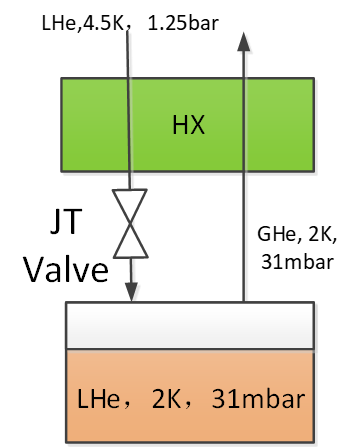 LHe,4.5K，1.25bar
HX
JT
Valve
GHe, 2K,
31mbar
LHe，2K，31mbar